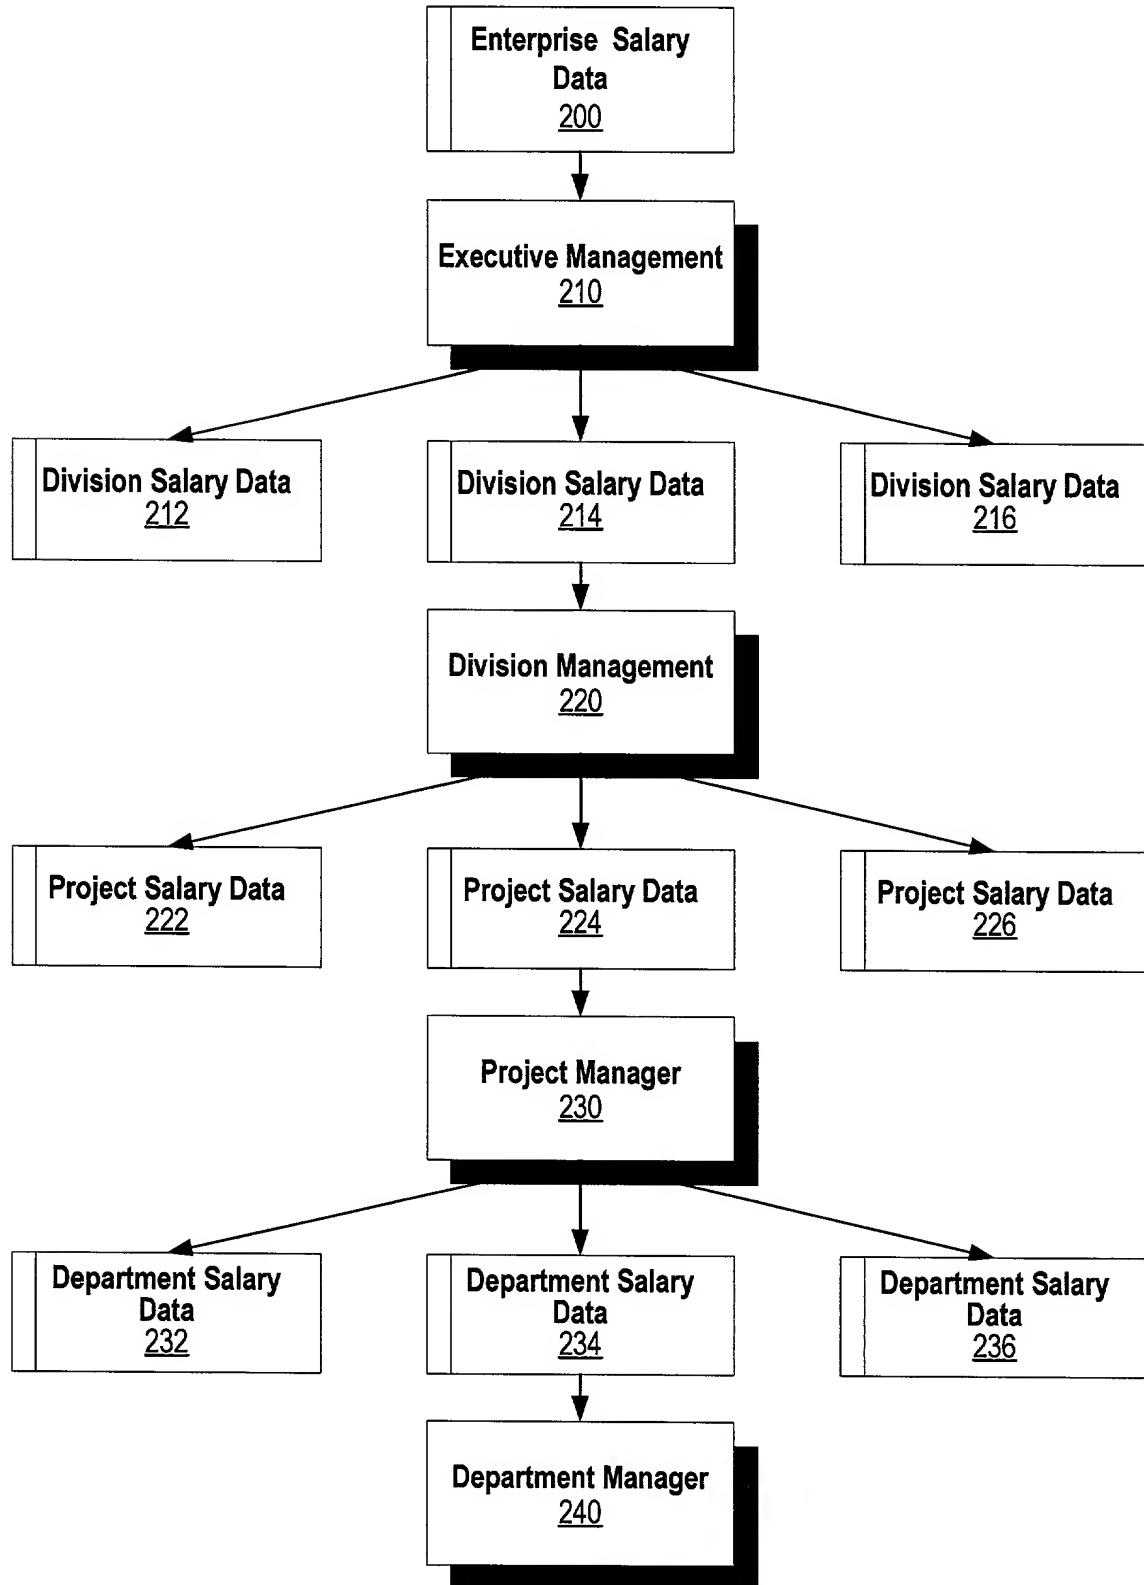 Enterprise Salary
Data
200
Executive Management
210
Division Salary Data
212
Division Salary Data
214
Division Salary Data
216
Division Management
220
Project Salary Data
222
Project Salary Data
224
Project Salary Data
226
Project Manager
230
Department Salary
Data
232
Department Salary
Data
234
Department Salary
Data
236
Department Manager
240